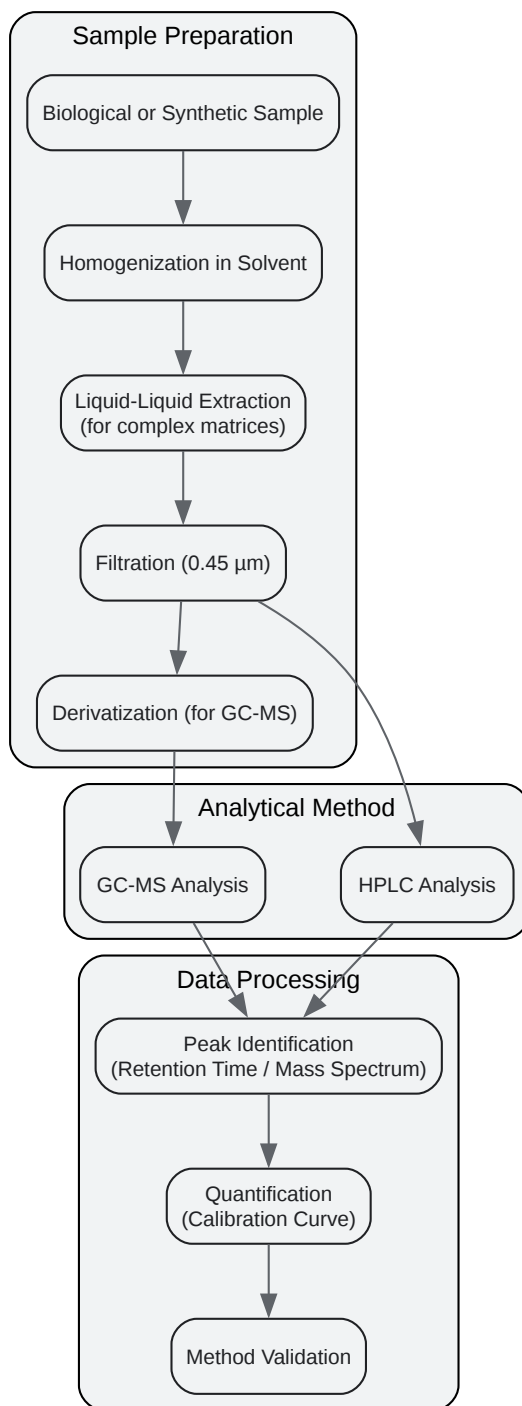 Sample Preparation
Biological or Synthetic Sample
Homogenization in Solvent
Liquid-Liquid Extraction
(for complex matrices)
Filtration (0.45 µm)
Derivatization (for GC-MS)
Analytical Method
GC-MS Analysis
HPLC Analysis
Data Processing
Peak Identification
(Retention Time / Mass Spectrum)
Quantification
(Calibration Curve)
Method Validation